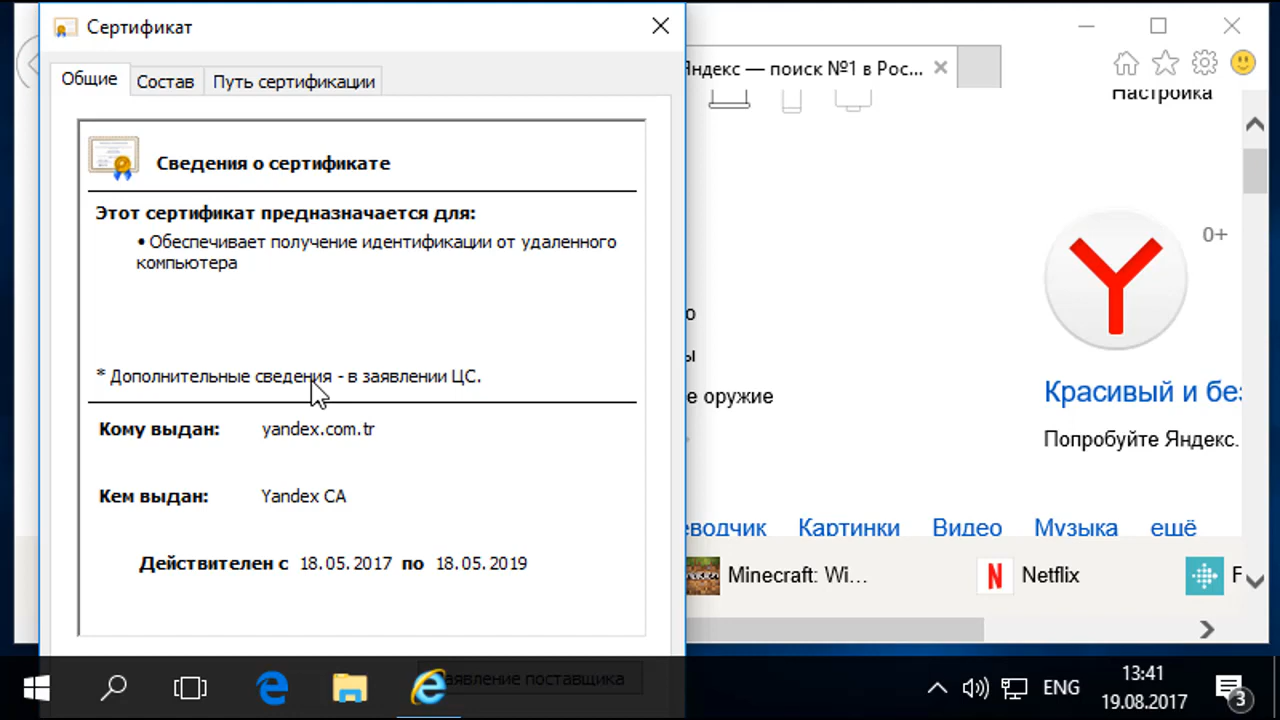 Сертификат
Общие
Состав
Путь сертификации
Сведения о сертификате
Этот сертификат предназначается для:
• Обеспечивает получение идентификации от удаленного
компьютера
* Дополнительные сведения - в заявлении ЦС.
Кому выдан: yandex.com.tr
Кем выдан: Yandex CA
Действителен с 18.05.2017 по 18.05.2019
аявление поставщика
Яндекс — поиск №1 в Рос...
Настройка
0+
о
ы
е оружие
Красивый и без
Попробуйте Яндекс.
еводчик Картинки Видео Музыка ещё
Minecraft: Wi...
Netflix
F
ENG
13:41
19.08.2017
3